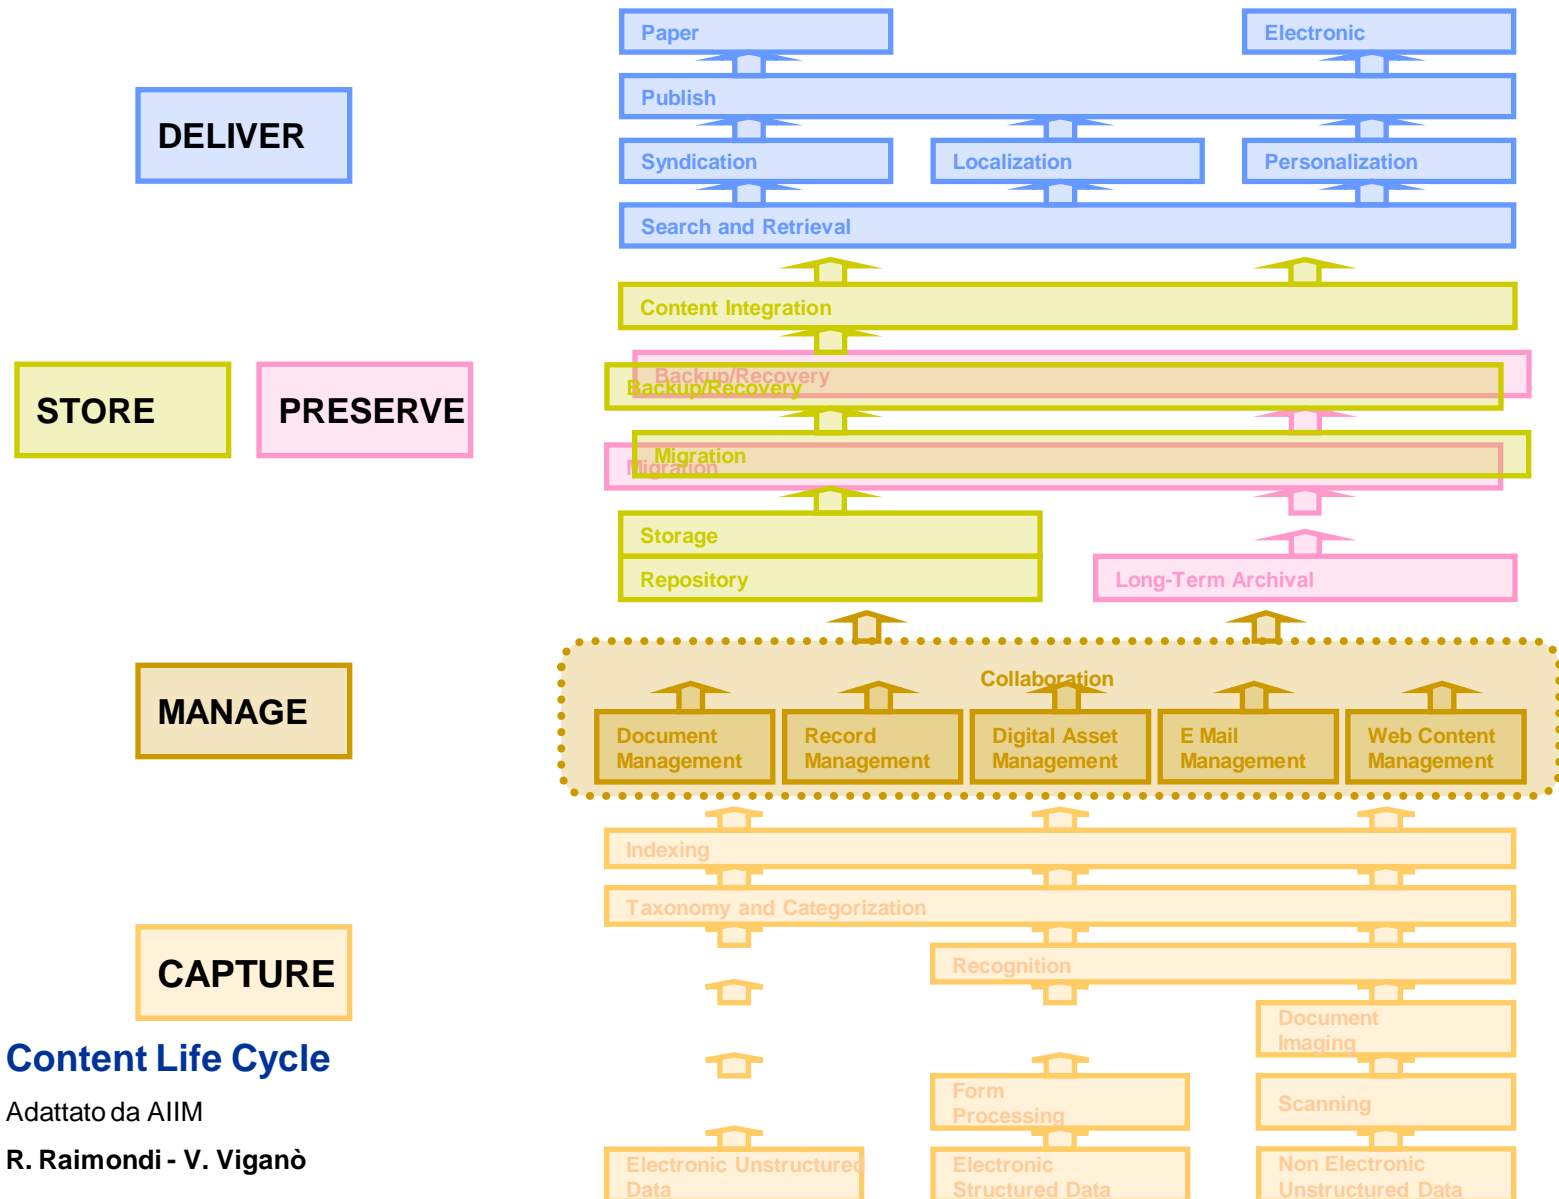 Paper
Electronic
Publish
DELIVER
Syndication
Localization
Personalization
Search and Retrieval
Content Integration
Backup/Recovery
Backup/Recovery
STORE
PRESERVE
Migration
Migration
Storage
Repository
Long-Term Archival
Collaboration
MANAGE
Document
Management
Record
Management
Digital Asset
Management
E Mail
Management
Web Content
Management
Indexing
Taxonomy and Categorization
CAPTURE
Recognition
Document
Imaging
Content Life Cycle
Form
Processing
Scanning
Adattato da AIIM
R. Raimondi - V. Viganò
Electronic Unstructured
Data
Electronic
Structured Data
Non Electronic
Unstructured Data